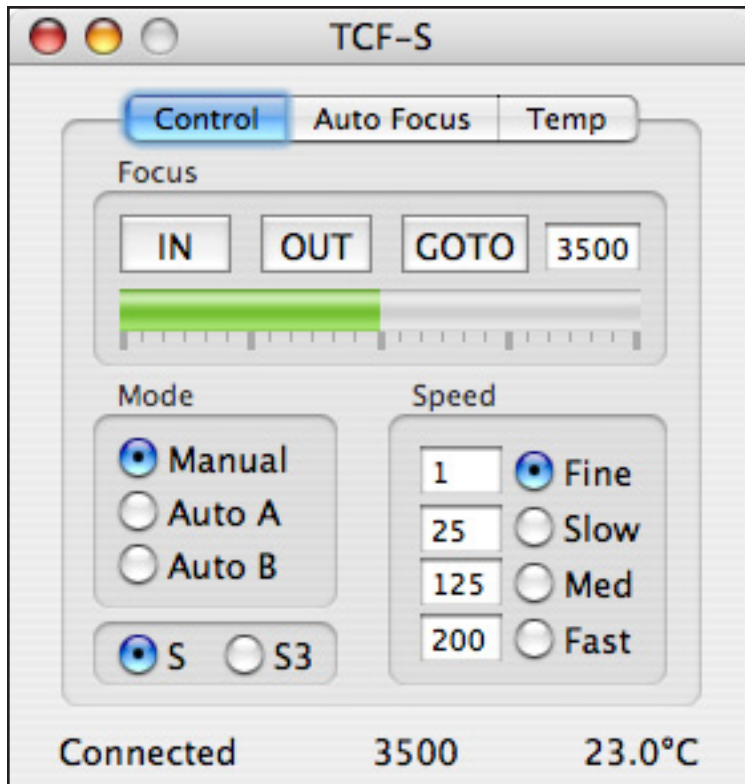 TCF-S
Control Auto Focus Temp
Focus
IN OUT GOTO 3500
Mode Speed
Manual
Auto A
Auto B
S S3
1 Fine
25 Slow
125 Med
200 Fast
Connected 3500 23.0°C